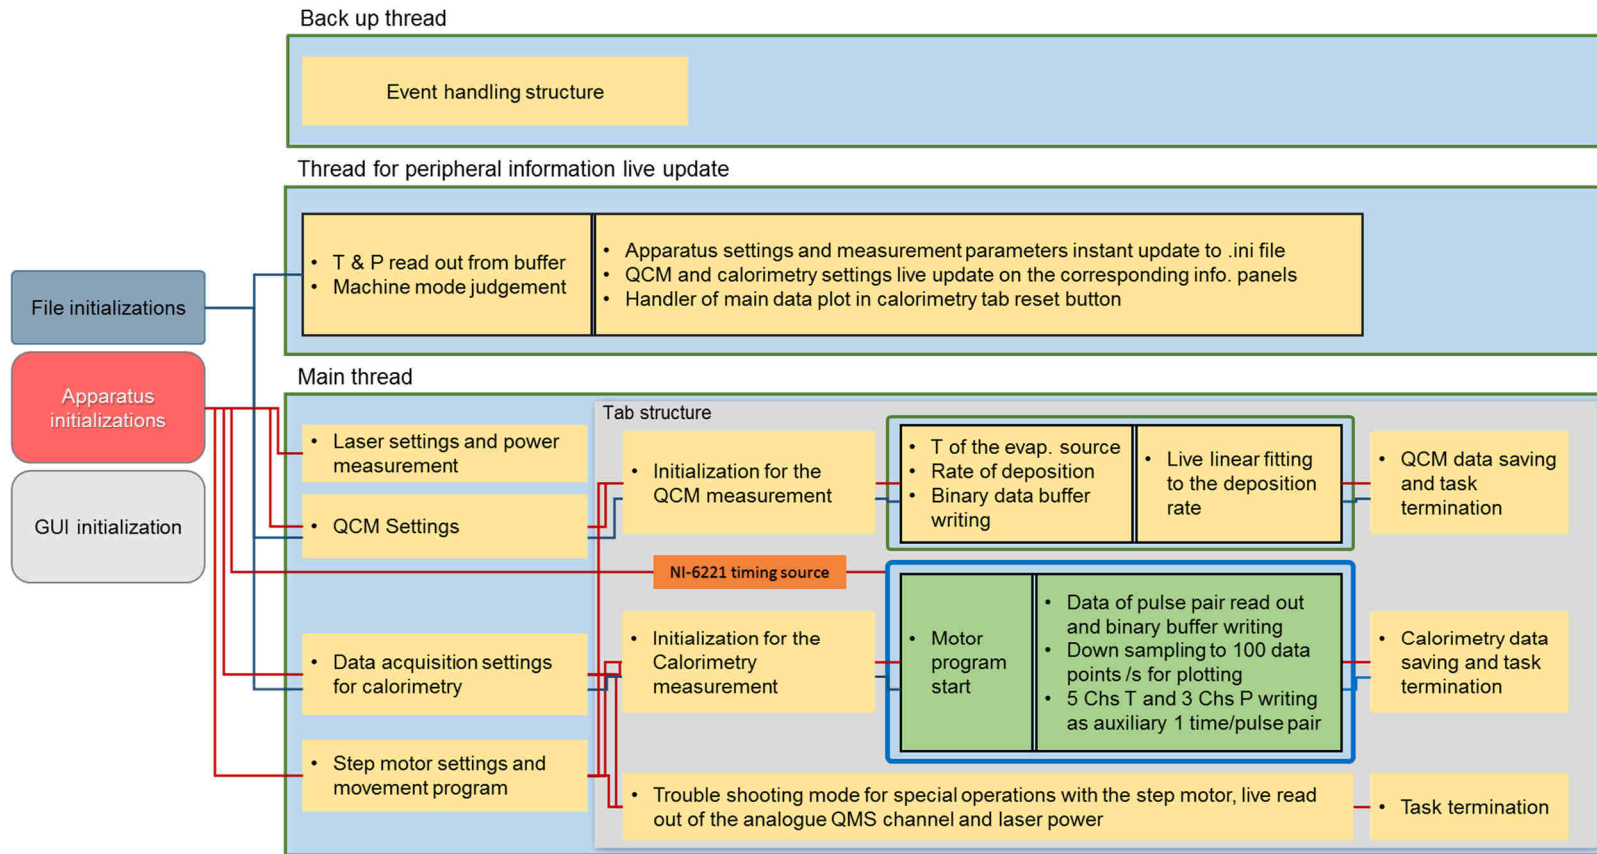 Back up thread
Event handling structure
Thread for peripheral information live update
• T & P read out from buffer
• Machine mode judgement
• Apparatus settings and measurement parameters instant update to .ini file
• QCM and calorimetry settings live update on the corresponding info. panels
• Handler of main data plot in calorimetry tab reset button
File initializations
Apparatus
initializations
GUI initialization
Main thread
• Laser settings and power
measurement
• QCM Settings
• Data acquisition settings
for calorimetry
• Step motor settings and
movement program
Tab structure
• Initialization for the
QCM measurement
• T of the evap. source
• Rate of deposition
• Binary data buffer
writing
• Live linear fitting
to the deposition
rate
• QCM data saving
and task
termination
NI-6221 timing source
• Initialization for the
Calorimetry
measurement
• Motor
program
start
• Data of pulse pair read out
and binary buffer writing
• Down sampling to 100 data
points /s for plotting
• 5 Chs T and 3 Chs P writing
as auxiliary 1 time/pulse pair
• Calorimetry data
saving and task
termination
• Trouble shooting mode for special operations with the step motor, live read
out of the analogue QMS channel and laser power
• Task termination